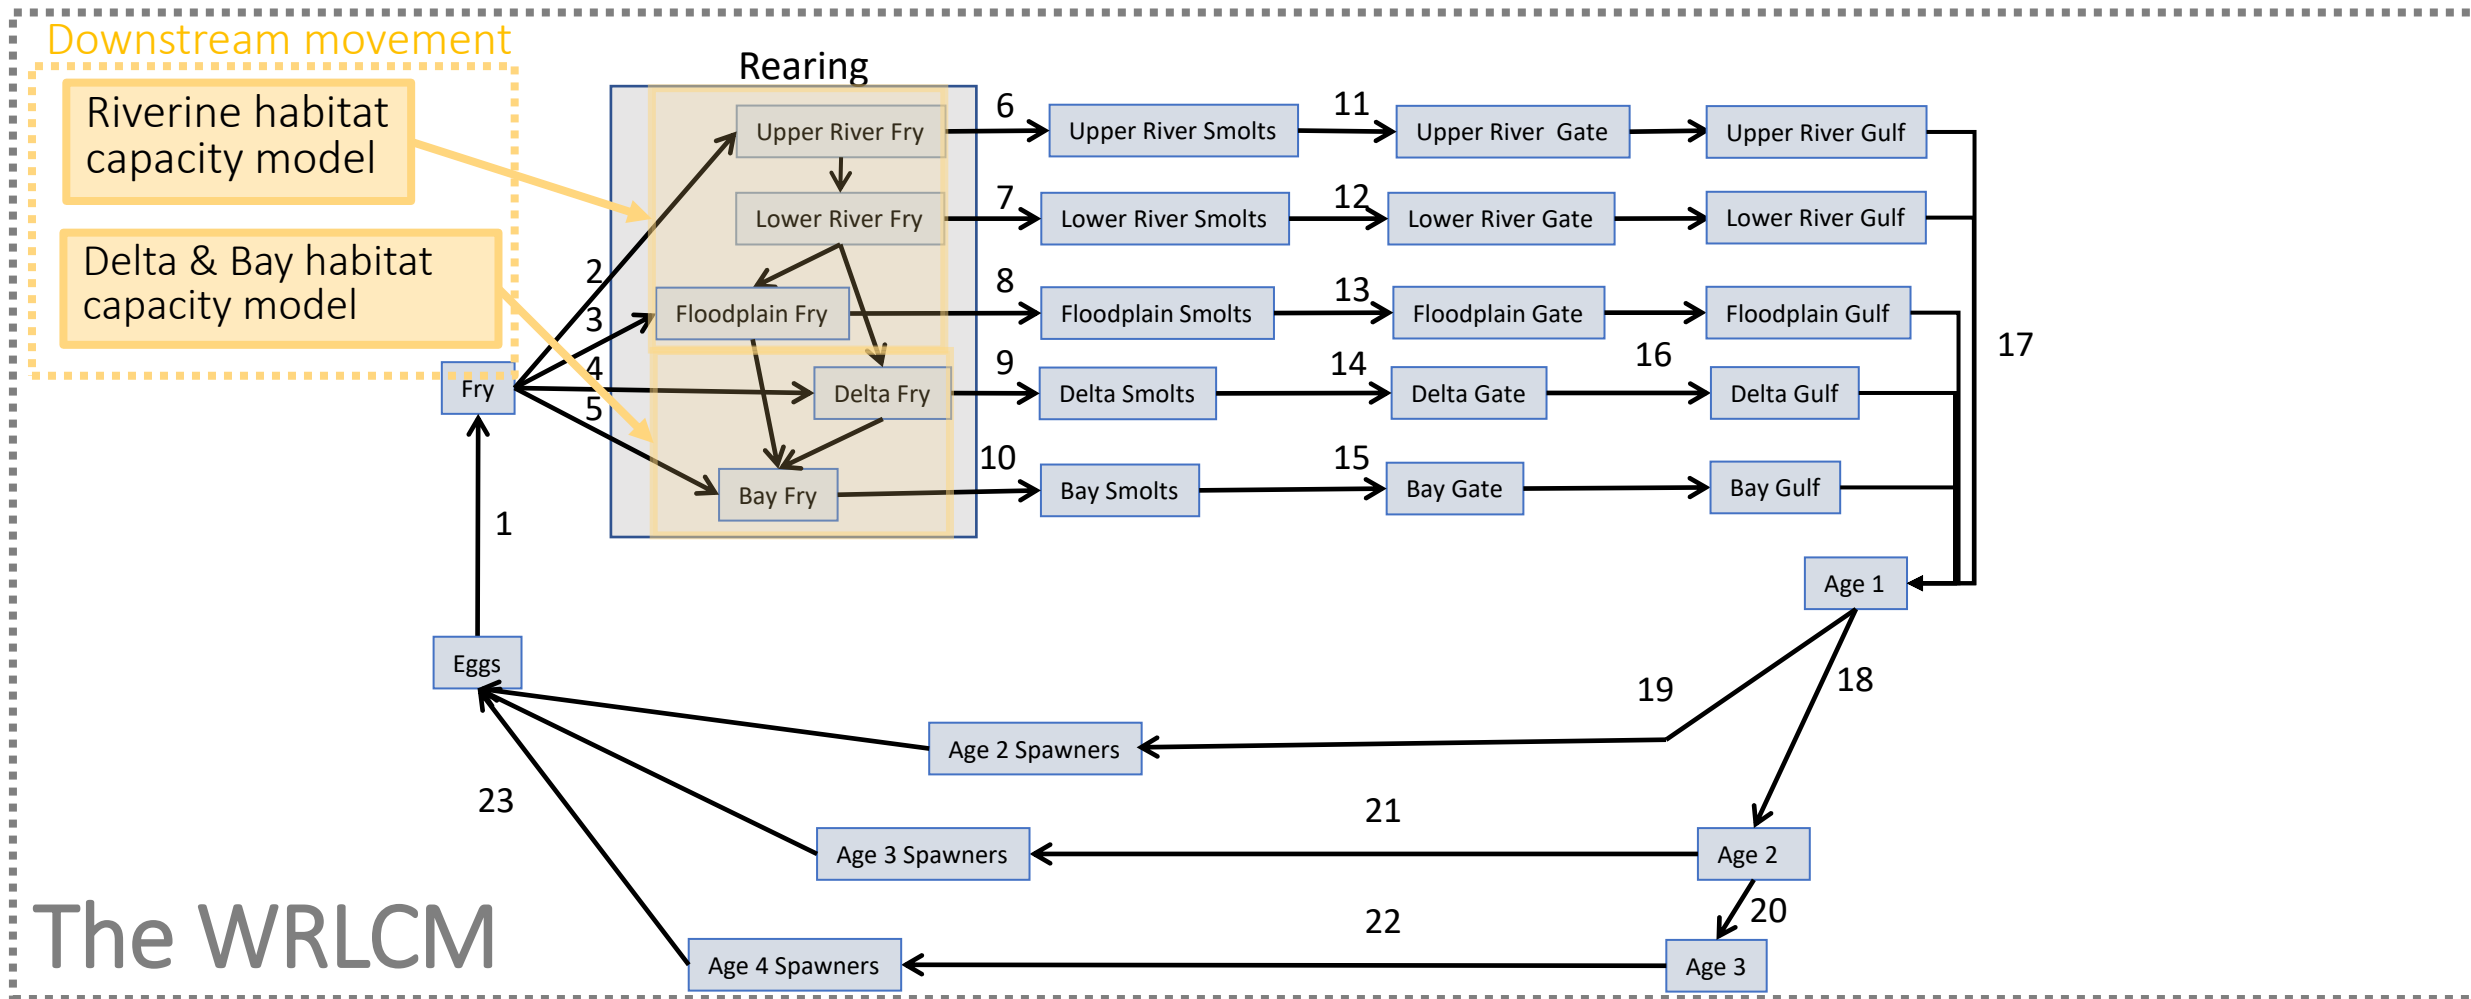 Downstream movement
Riverine habitat
capacity model
Delta & Bay habitat
capacity model
Rearing
Upper River Fry
6
Upper River Smolts
11
Upper River Gate
Upper River Gulf
Lower River Fry
7
Lower River Smolts
12
Lower River Gate
Lower River Gulf
2
3
4
5
Floodplain Fry
8
Floodplain Smolts
13
Floodplain Gate
Floodplain Gulf
17
Fry
Delta Fry
9
Delta Smolts
14
Delta Gate
16
Delta Gulf
Bay Fry
10
Bay Smolts
15
Bay Gate
Bay Gulf
1
Age 1
Eggs
19
18
Age 2 Spawners
23
21
Age 3 Spawners
Age 2
20
22
Age 4 Spawners
Age 3
The WRLCM